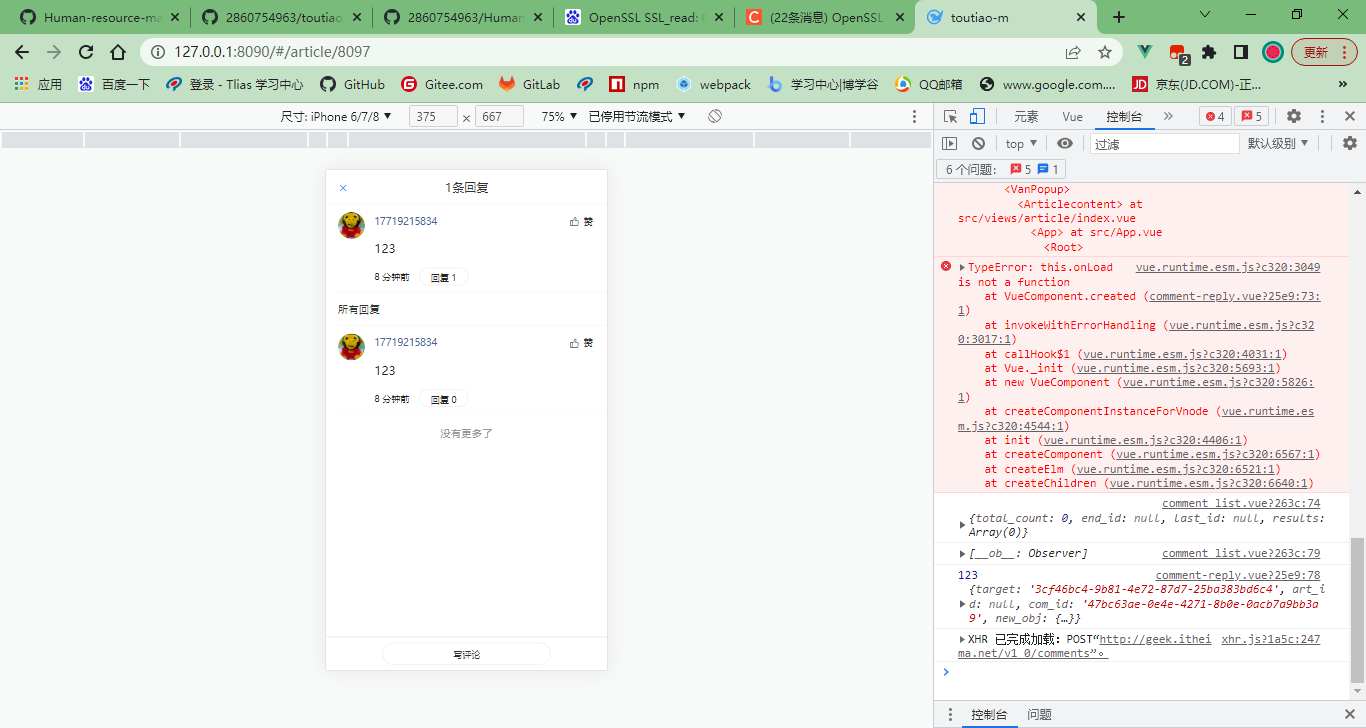 Human-resource-ma
2860754963/toutiao
2860754963/Human
OpenSSL SSL_read: C
(22条消息) OpenSSL
toutiao-m
127.0.0.1:8090/#/article/8097
2
更新
应用
百度一下
登录 - Tlias 学习中心
GitHub
Gitee.com
GitLab
npm
webpack
学习中心|博学谷
QQ邮箱
www.google.com....
京东(JD.COM)-正...
尺寸: iPhone 6/7/8 ▼
375
×
667
75% ▼
已停用节流模式 ▼
元素
Vue
控制台
»
4
5
top ▼
过滤
默认级别 ▼
6 个问题:
5
1
1条回复
17719215834
赞
123
8 分钟前
回复 1
所有回复
17719215834
赞
123
8 分钟前
回复 0
没有更多了
写评论
<VanPopup>
<Articlecontent> at
src/views/article/index.vue
<App> at src/App.vue
<Root>
TypeError: this.onLoad vue.runtime.esm.js?c320:3049
is not a function
at VueComponent.created (comment-reply.vue?25e9:73:
1)
at invokeWithErrorHandling (vue.runtime.esm.js?c32
0:3017:1)
at callHook$1 (vue.runtime.esm.js?c320:4031:1)
at Vue._init (vue.runtime.esm.js?c320:5693:1)
at new VueComponent (vue.runtime.esm.js?c320:5826:
1)
at createComponentInstanceForVnode (vue.runtime.es
m.js?c320:4544:1)
at init (vue.runtime.esm.js?c320:4406:1)
at createComponent (vue.runtime.esm.js?c320:6567:1)
at createElm (vue.runtime.esm.js?c320:6521:1)
at createChildren (vue.runtime.esm.js?c320:6640:1)
comment list.vue?263c:74
{total_count: 0, end_id: null, last_id: null, results:
Array(0)}
[__ob__: Observer] comment list.vue?263c:79
123 comment-reply.vue?25e9:78
{target: '3cf46bc4-9b81-4e72-87d7-25ba383bd6c4', art_i
d: null, com_id: '47bc63ae-0e4e-4271-8b0e-0acb7a9bb3a
9', new_obj: {…}}
XHR 已完成加载: POST“http://geek.ithei xhr.js?1a5c:247
ma.net/v1_0/comments”。
控制台
问题